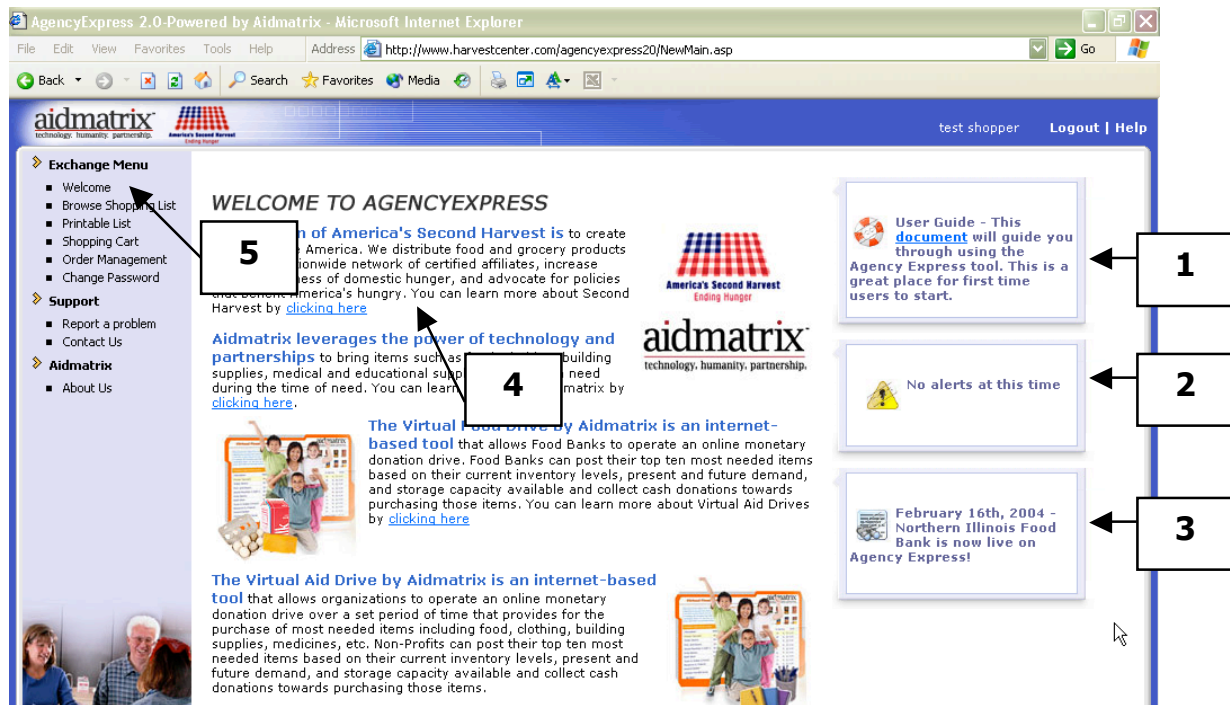 AgencyExpress 2.0-Powered by Aidmatrix - Microsoft Internet Explorer
File Edit View Favorites Tools Help Address http://www.harvestcenter.com/agencyexpress20/NewMain.asp Go
Back Search Favorites Media
aidmatrix
technology. humanity. partnership.
America's Second Harvest
Ending Hunger
test shopper Logout | Help
Exchange Menu
Welcome
Browse Shopping List
Printable List
Shopping Cart
Order Management
Change Password
Support
Report a problem
Contact Us
Aidmatrix
About Us
5
WELCOME TO AGENCYEXPRESS
of America's Second Harvest is to create
America. We distribute food and grocery products
network of certified affiliates, increase
of domestic hunger, and advocate for policies
that benefit America's hungry. You can learn more about Second
Harvest by clicking here
America's Second Harvest
Ending Hunger
Aidmatrix leverages the power of technology and
partnerships to bring items such as building
supplies, medical and educational need
during the time of need. You can learn by
clicking here.
4
aidmatrix
technology. humanity. partnership.
The Virtual Food Drive by Aidmatrix is an internet-
based tool that allows Food Banks to operate an online monetary
donation drive. Food Banks can post their top ten most needed items
based on their current inventory levels, present and future demand,
and storage capacity available and collect cash donations towards
purchasing those items. You can learn more about Virtual Aid Drives
by clicking here
The Virtual Aid Drive by Aidmatrix is an internet-based
tool that allows organizations to operate an online monetary
donation drive over a set period of time that provides for the
purchase of most needed items including food, clothing, building
supplies, medicines, etc. Non-Profits can post their top ten most
needed items based on their current inventory levels, present and
future demand, and storage capacity available and collect cash
donations towards purchasing those items.
User Guide - This
document will guide you
through using the
Agency Express tool. This is a
great place for first time
users to start.
1
No alerts at this time
2
February 16th, 2004 -
Northern Illinois Food
Bank is now live on
Agency Express!
3